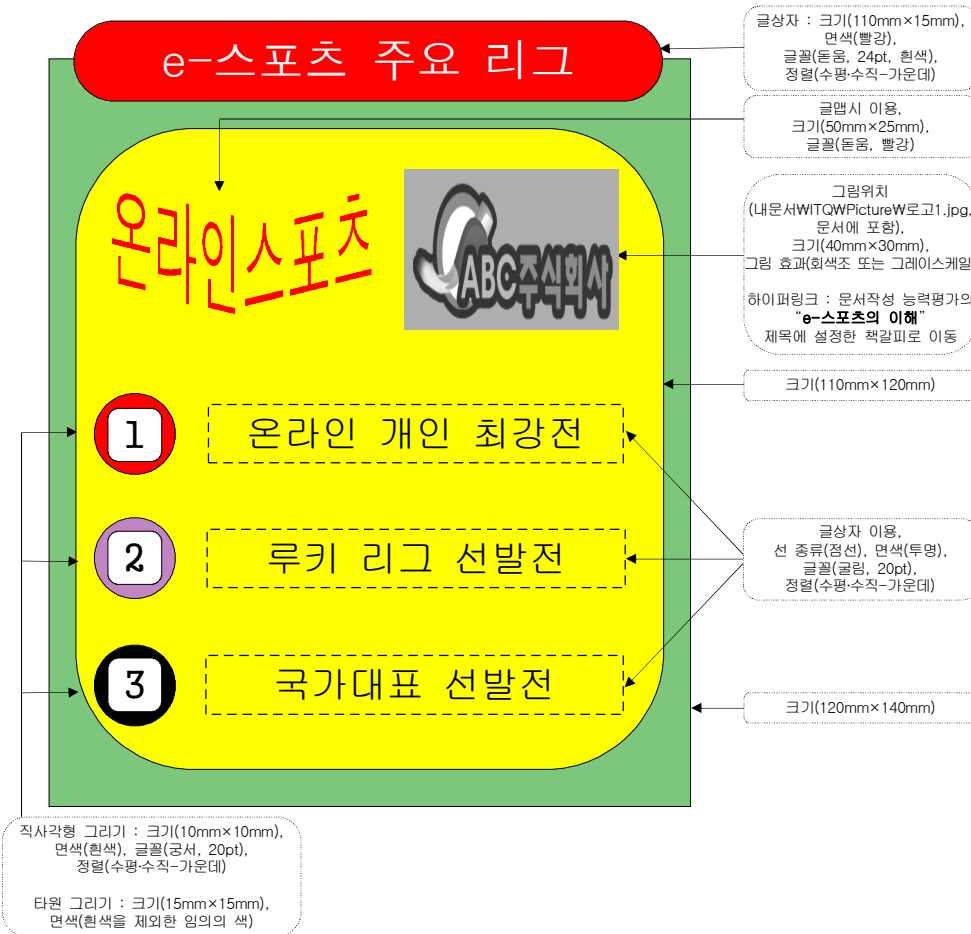 e-스포츠 주요 리그
글상자 : 크기(110mm×15mm),
면색(빨강),
글꼴(돋움, 24pt, 흰색),
정렬(수평·수직-가운데)
글맵시 이용,
크기(50mm×25mm),
글꼴(돋움, 빨강)
온라인스포츠
ABC주식회사
그림위치
(내문서₩ITQ₩Picture₩로고1.jpg,
문서에 포함),
크기(40mm×30mm),
그림 효과(회색조 또는 그레이스케일
하이퍼링크 : 문서작성 능력평가의
“e-스포츠의 이해”
제목에 설정한 책갈피로 이동
크기(110mm×120mm)
1
온라인 개인 최강전
2
루키 리그 선발전
글상자 이용,
선 종류(점선), 면색(투명),
글꼴(굴림, 20pt),
정렬(수평·수직-가운데)
3
국가대표 선발전
크기(120mm×140mm)
직사각형 그리기 : 크기(10mm×10mm),
면색(흰색), 글꼴(궁서, 20pt),
정렬(수평·수직-가운데)
타원 그리기 : 크기(15mm×15mm),
면색(흰색을 제외한 임의의 색)